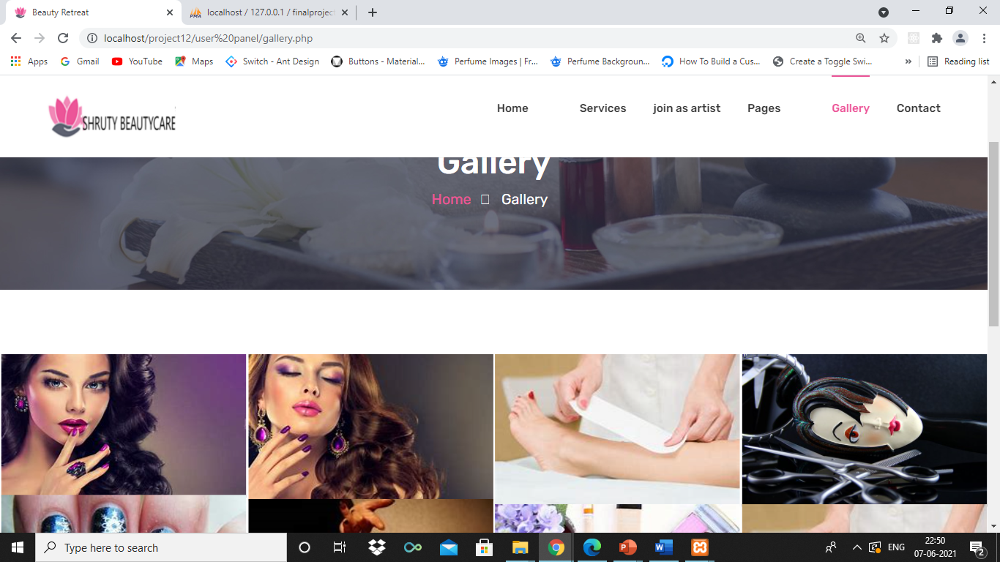 Beauty Retreat
PMA localhost / 127.0.0.1 / finalproject
localhost/project12/user%20panel/gallery.php
Apps Gmail YouTube Maps Switch - Ant Design Buttons - Material... Perfume Images | Fr... Perfume Backgroun... How To Build a Cus... Create a Toggle Swi... » Reading list
SHRUTY BEAUTYCARE
Home Services join as artist Pages Gallery Contact
Gallery
Home Gallery
Type here to search
ENG
22:50
07-06-2021
2